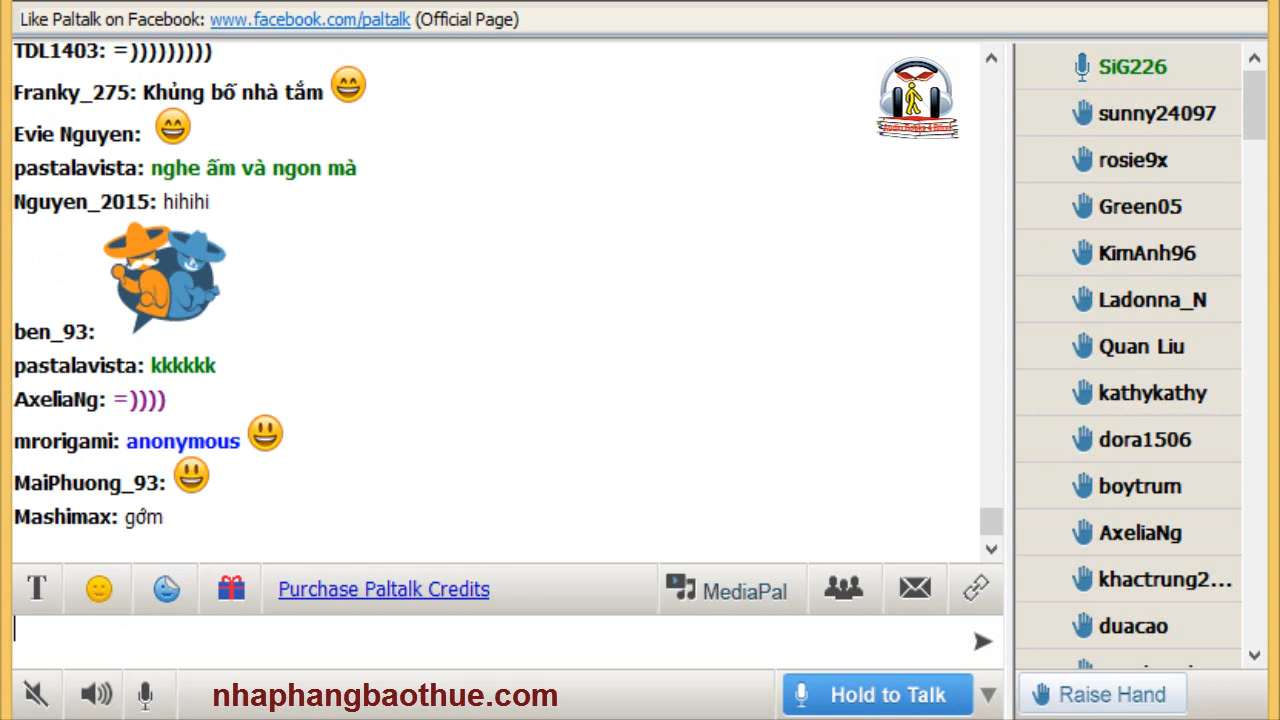 Like Paltalk on Facebook: www.facebook.com/paltalk (Official Page)
TDL1403: =)))))))))
Franky_275: Khủng bố nhà tắm
Evie Nguyen:
pastalavista: nghe ấm và ngon mà
Nguyen_2015: hihihi
ben_93:
pastalavista: kkkkkk
AxeliaNg: =))))
mrorigami: anonymous
MaiPhuong_93:
Mashimax: gớm
T
Purchase Paltalk Credits
MediaPal
nhaphangbaothue.com
Hold to Talk
SiG226
sunny24097
rosie9x
Green05
KimAnh96
Ladonna_N
Quan Liu
kathykathy
dora1506
boytrum
AxeliaNg
khactrung2...
duacao
Raise Hand